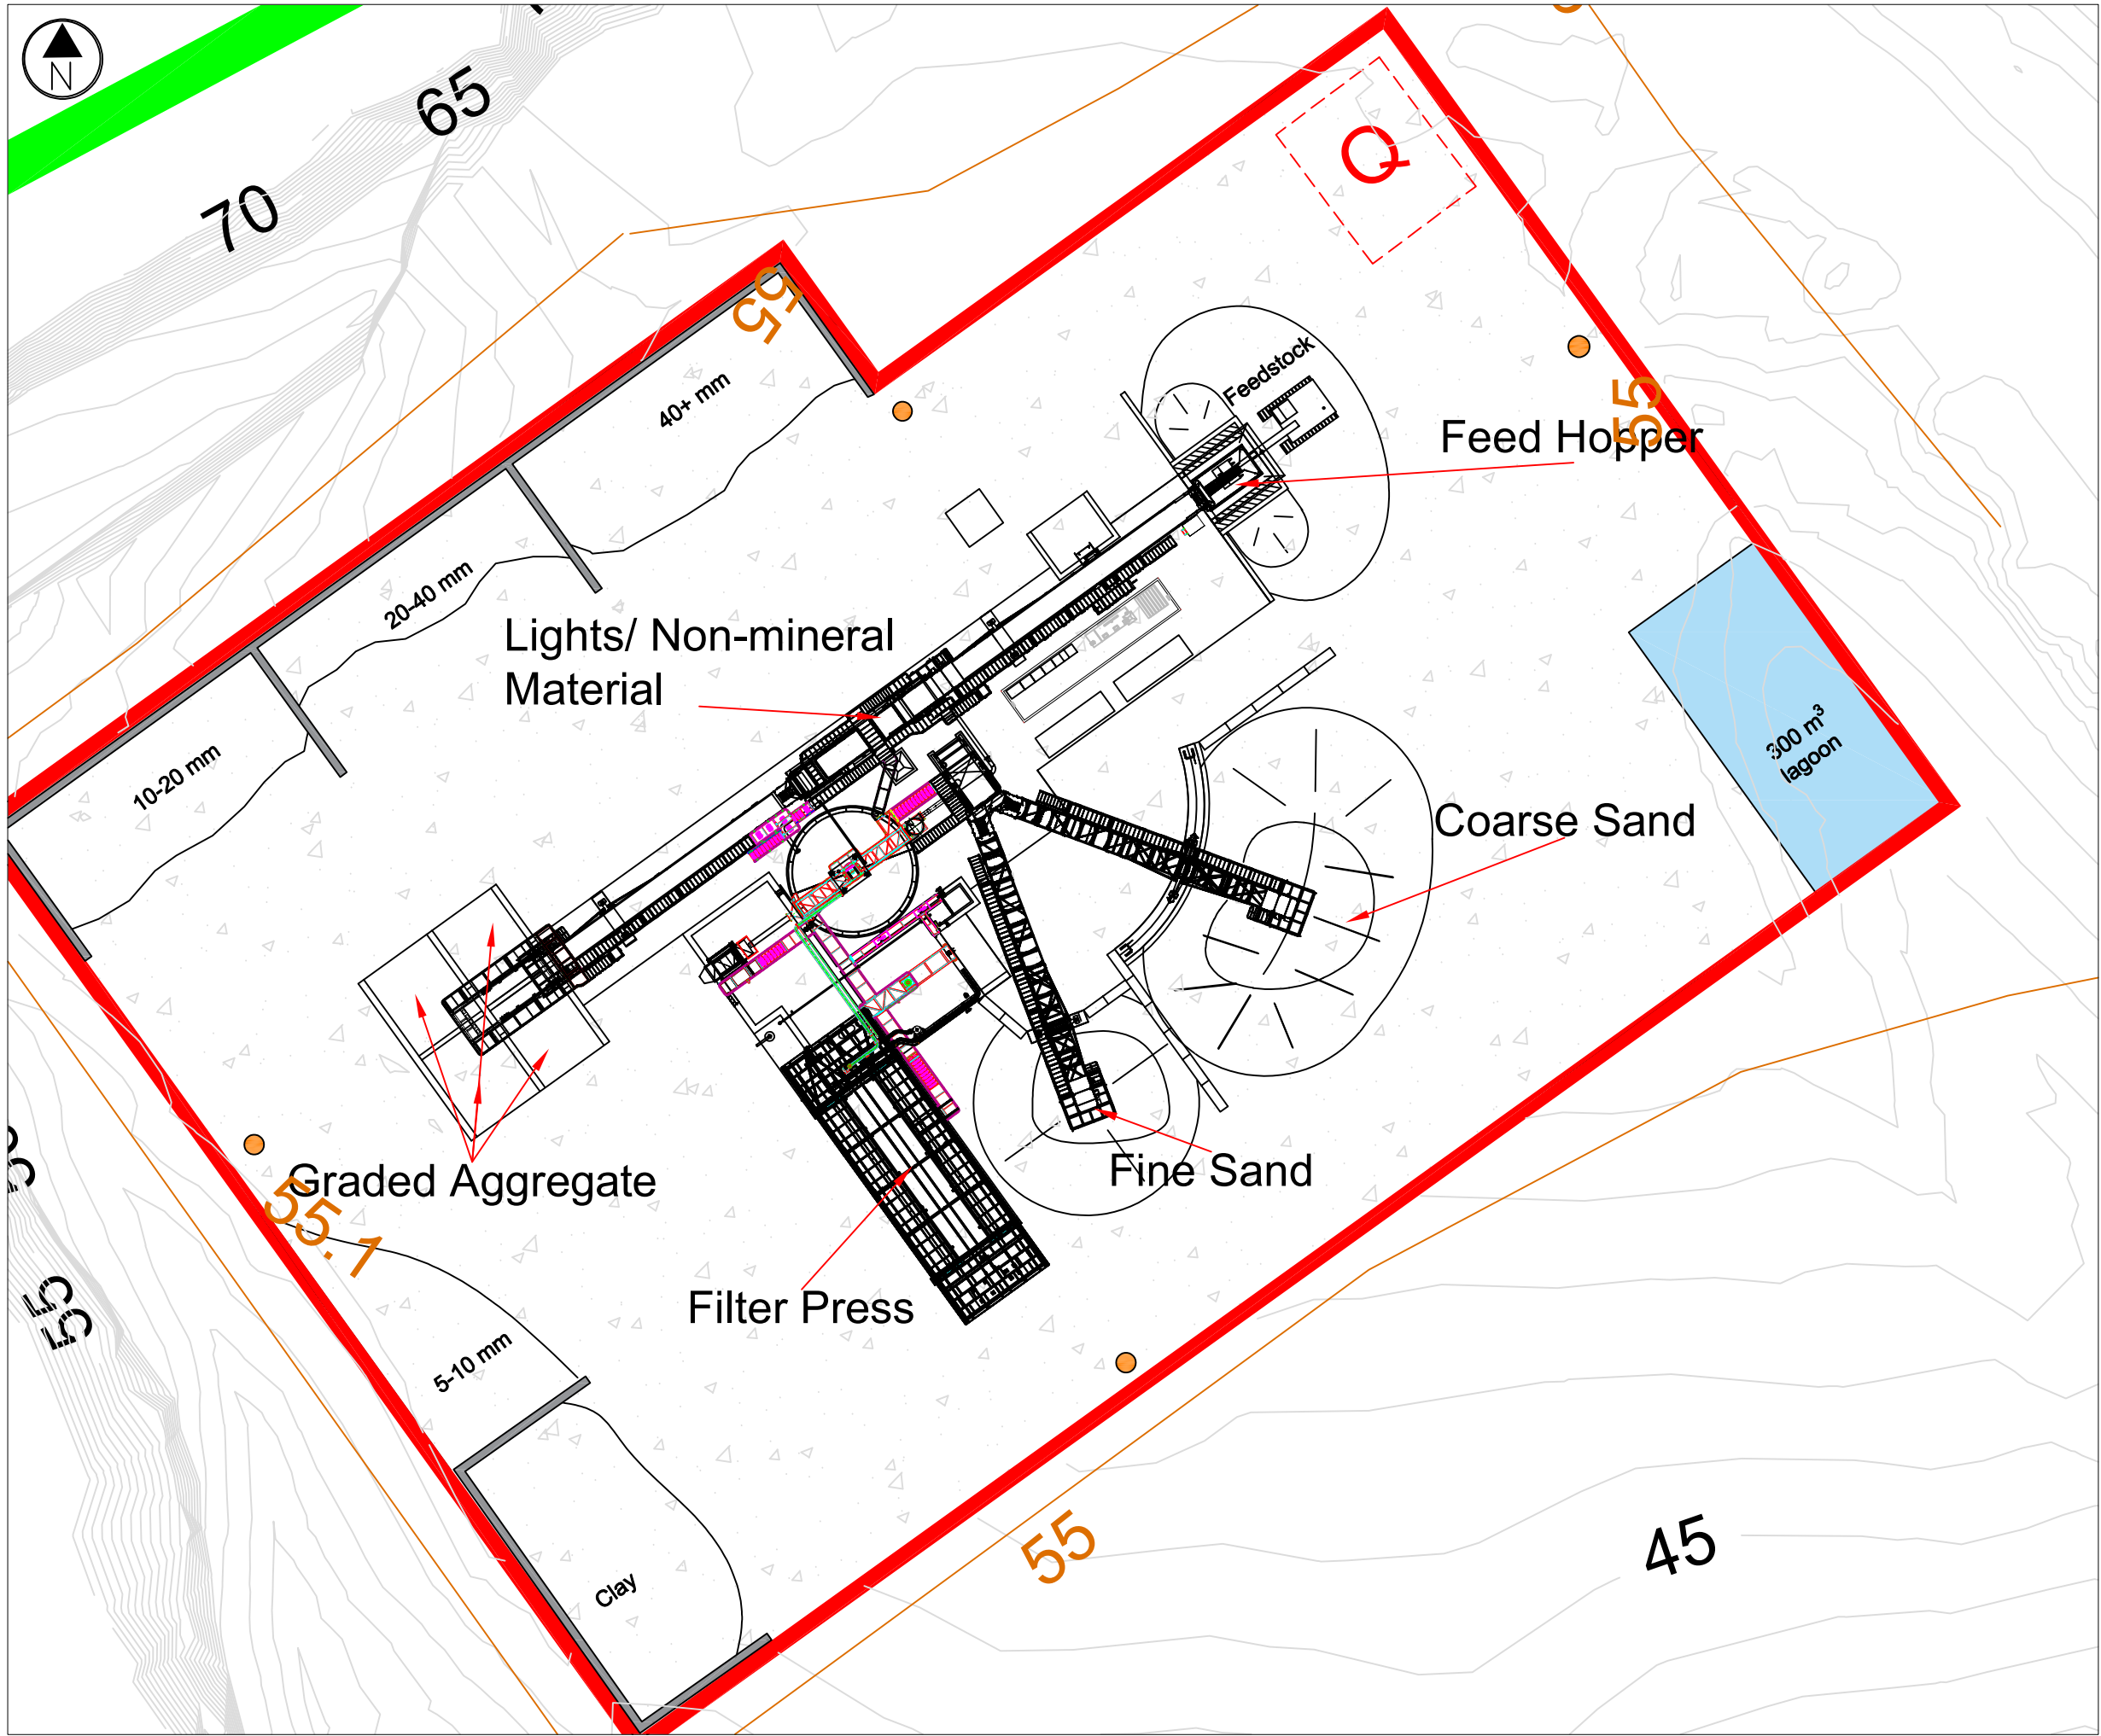 N
65
70
Q
55
40+ mm
Feedstock
55
Feed Hopper
20-40 mm
Lights/ Non-mineral
Material
10-20 mm
300 m³
lagoon
Coarse Sand
Graded Aggregate
55.1
Fine Sand
55
Filter Press
5-10 mm
Clay
55
45